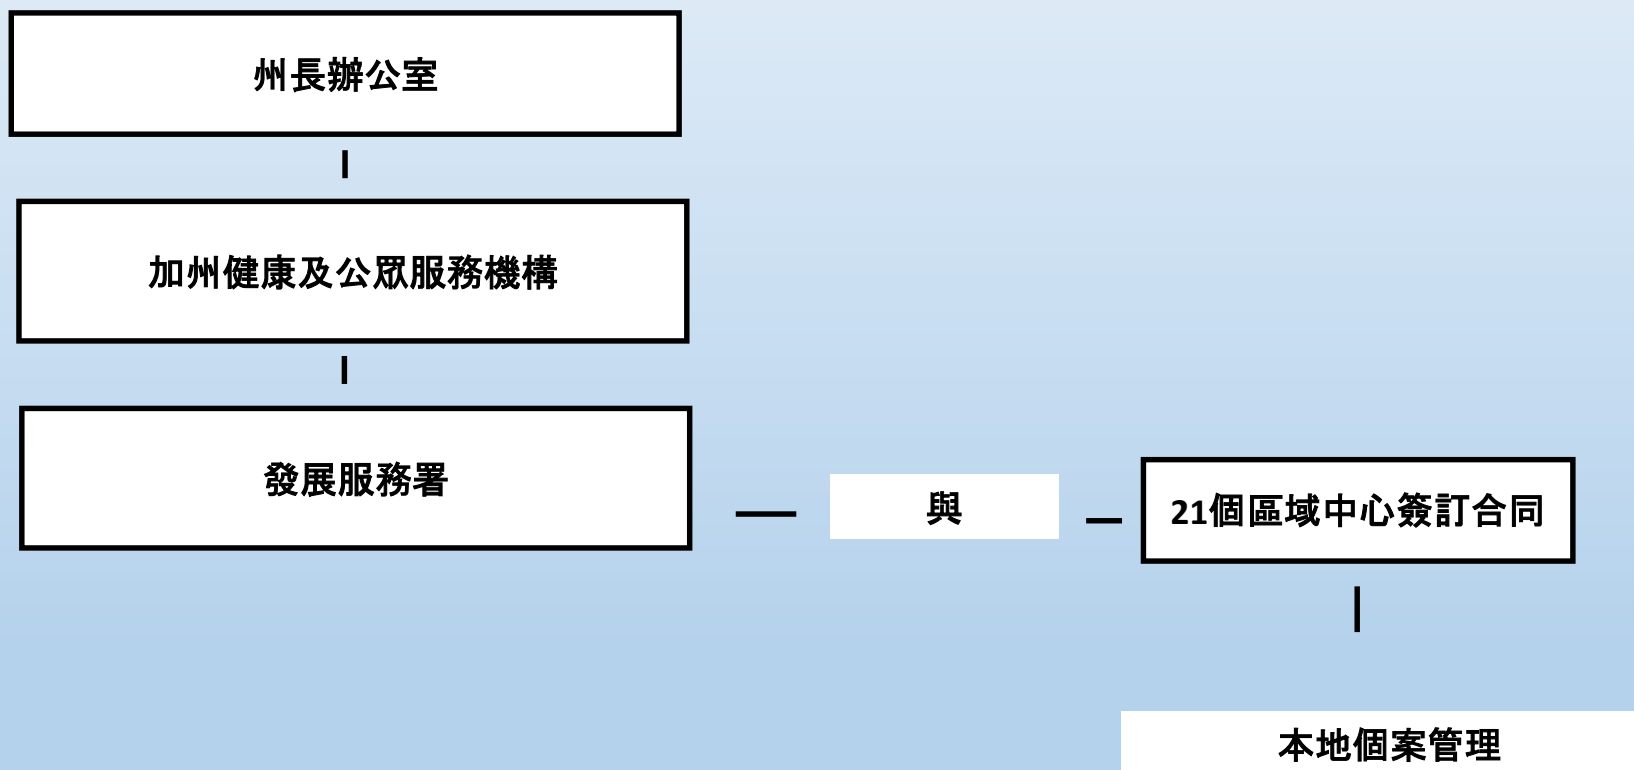 州長辦公室
加州健康及公眾服務機構
發展服務署
與
21個區域中心簽訂合同
本地個案管理